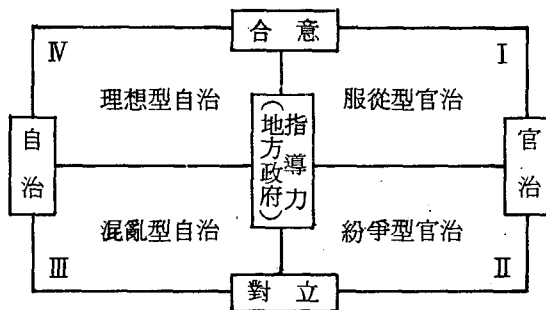 合意
Ⅳ
Ⅰ
理想型自治
服從型官治
自治
指導力
(地方政府)
官治
混亂型自治
紛爭型官治
Ⅲ
Ⅱ
對立